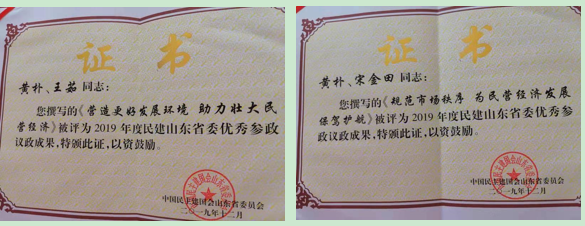 证书
黄朴、王茹同志：
您撰写的《营造更好发展环境 助力壮大民
营经济》被评为2019年度民建山东省委优秀参政
议政成果，特颁此证，以资鼓励。
中国民主建国会山东省委员会
二〇一九年十二月
证书
黄朴、宋金田同志：
您撰写的《规范市场秩序 为民营经济发展
保驾护航》被评为2019年度民建山东省委优秀参政
议政成果，特颁此证，以资鼓励。
中国民主建国会山东省委员会
二〇一九年十二月